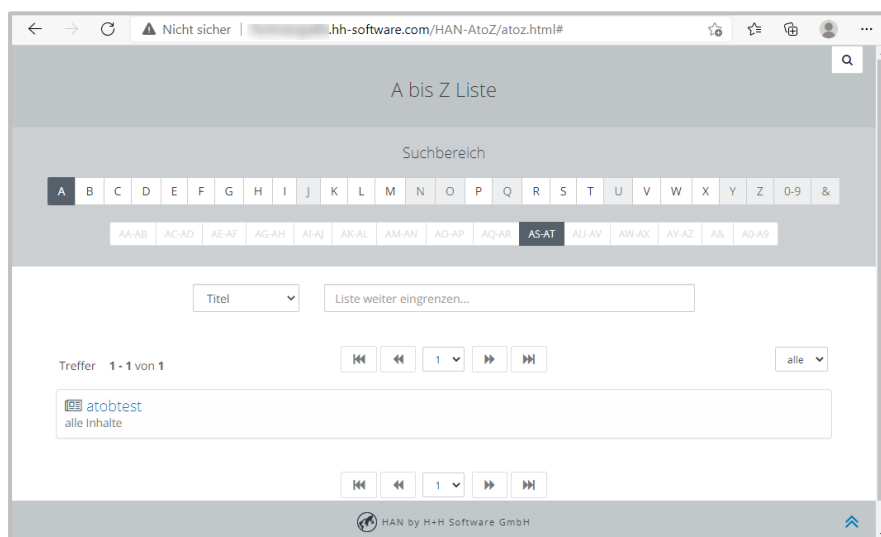 Nicht sicher | .hh-software.com/HAN-AtoZ/atoz.html#
A bis Z Liste
Suchbereich
A B C D E F G H I J K L M N O P Q R S T U V W X Y Z 0-9 &
AA-AB AC-AD AE-AF AG-AH AI-AJ AK-AL AM-AN AO-AP AQ-AR AS-AT AU-AV AW-AX AY-AZ A& A0-A9
Titel Liste weiter eingrenzen...
Treffer 1 - 1 von 1 1 alle
atobtest
alle Inhalte
1
HAN by H+H Software GmbH